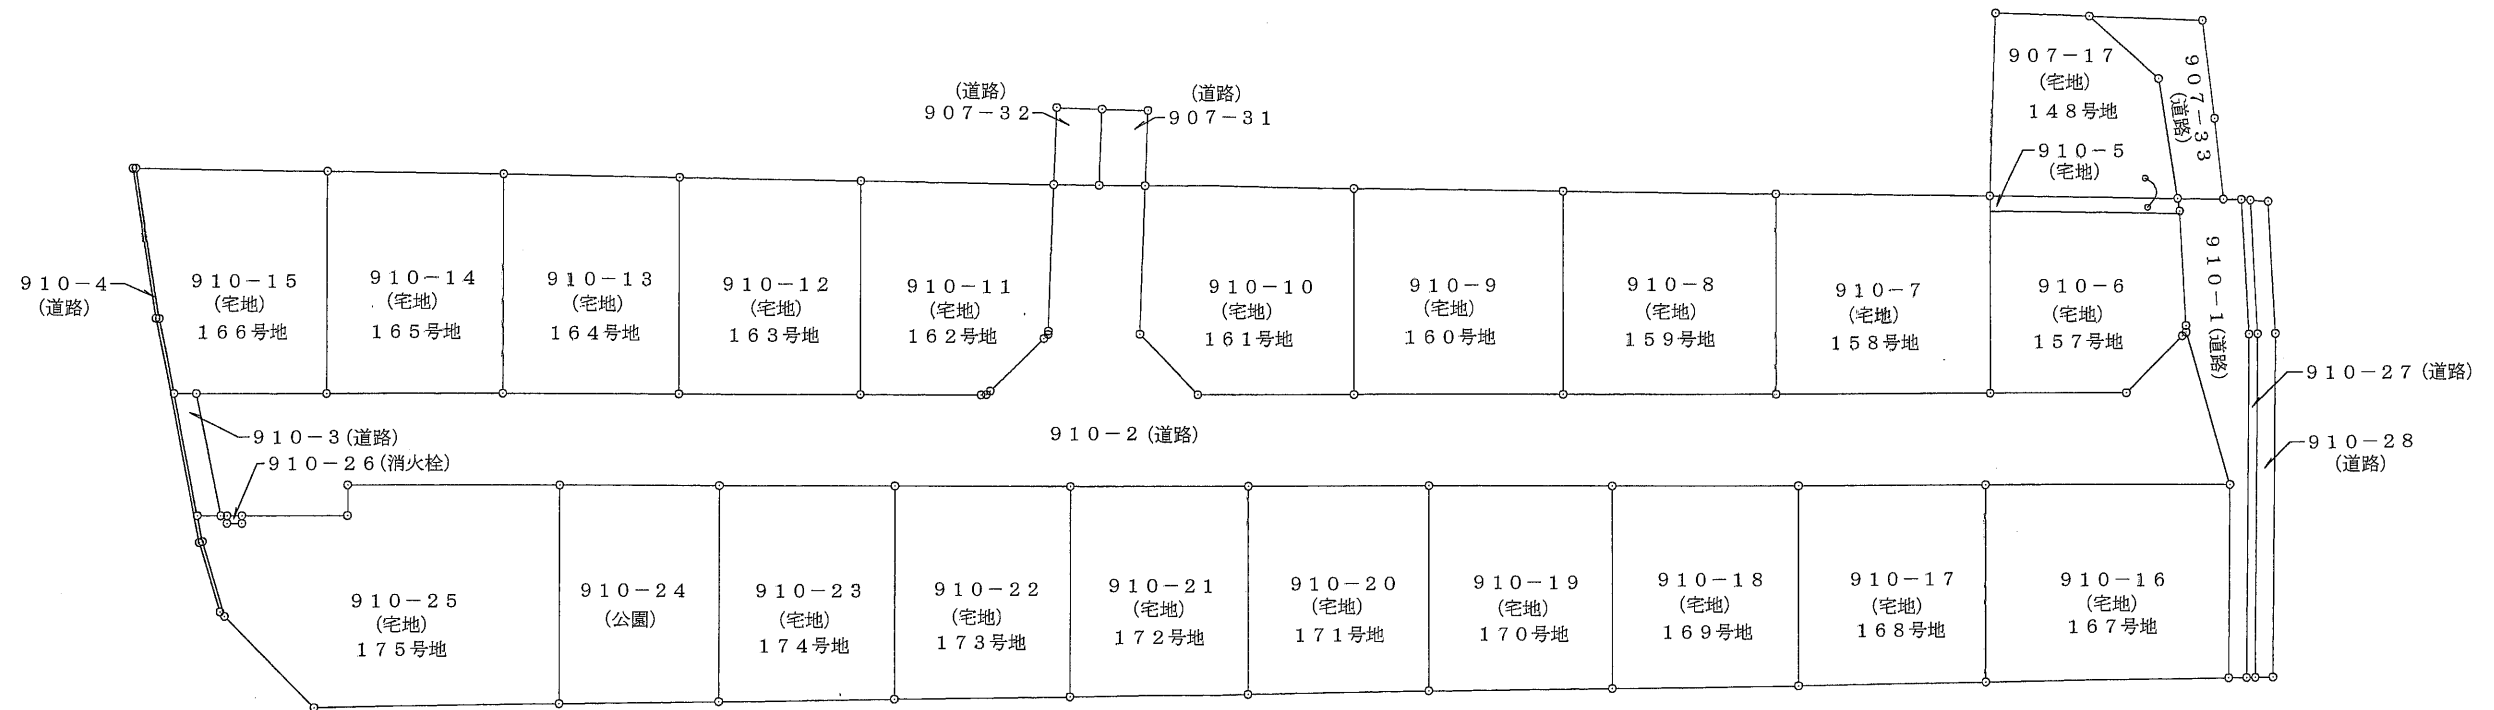 ９０７－１７
(宅地)
１４８号地
９０７－３３
(道路)
(道路)
９０７－３２
(道路)
９０７－３１
９１０－５
(宅地)
９１０－４
(道路)
９１０－１５
(宅地)
１６６号地
９１０－１４
(宅地)
１６５号地
９１０－１３
(宅地)
１６４号地
９１０－１２
(宅地)
１６３号地
９１０－１１
(宅地)
１６２号地
９１０－１０
(宅地)
１６１号地
９１０－９
(宅地)
１６０号地
９１０－８
(宅地)
１５９号地
９１０－７
(宅地)
１５８号地
９１０－６
(宅地)
１５７号地
９１０－１(道路)
９１０－２７(道路)
９１０－３(道路)
９１０－２６(消火栓)
９１０－２(道路)
９１０－２８
(道路)
９１０－２５
(宅地)
１７５号地
９１０－２４
(公園)
９１０－２３
(宅地)
１７４号地
９１０－２２
(宅地)
１７３号地
９１０－２１
(宅地)
１７２号地
９１０－２０
(宅地)
１７１号地
９１０－１９
(宅地)
１７０号地
９１０－１８
(宅地)
１６９号地
９１０－１７
(宅地)
１６８号地
９１０－１６
(宅地)
１６７号地